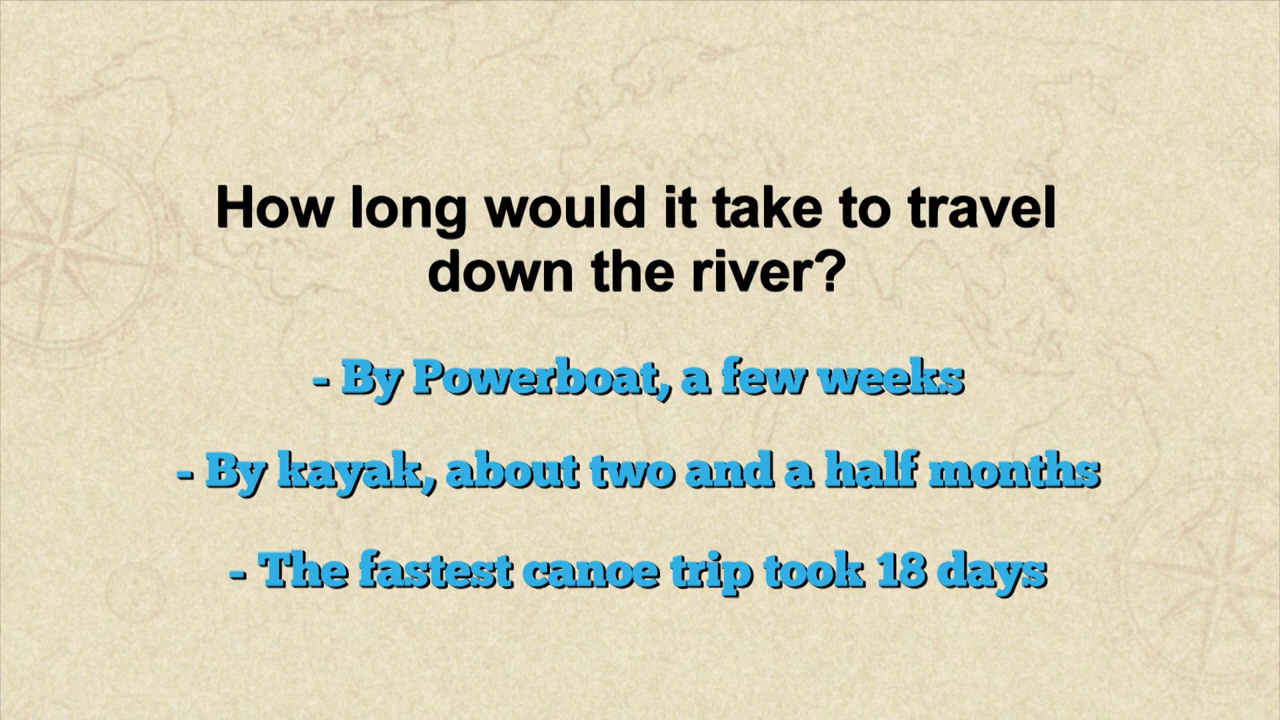 How long would it take to travel
down the river?
- By Powerboat, a few weeks
- By kayak, about two and a half months
- The fastest canoe trip took 18 days